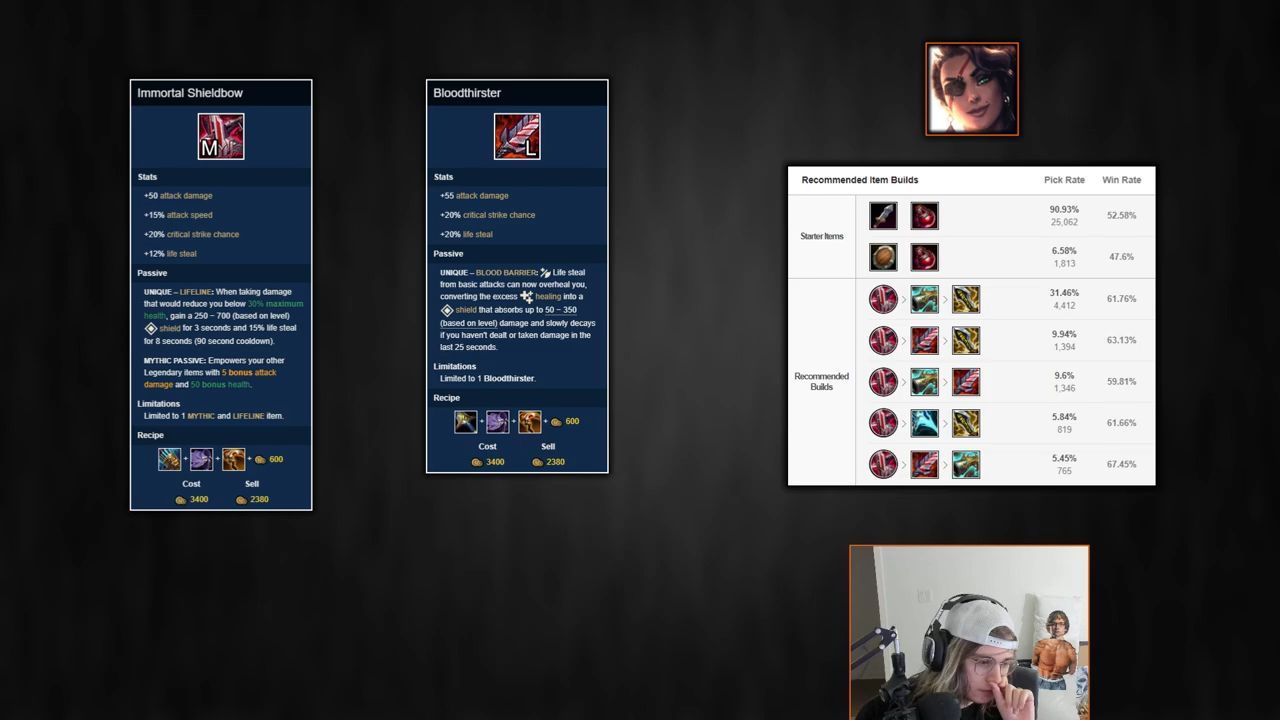 Immortal Shieldbow
M
Stats
+50 attack damage
+15% attack speed
+20% critical strike chance
+12% life steal
Passive
UNIQUE – LIFELINE: When taking damage
that would reduce you below 30% maximum
health, gain a 250 – 700 (based on level)
shield for 3 seconds and 15% life steal
for 8 seconds (90 second cooldown).
MYTHIC PASSIVE: Empowers your other
Legendary items with 5 bonus attack
damage and 50 bonus health.
Limitations
Limited to 1 MYTHIC and LIFELINE item.
Recipe
+ + + 600
Cost Sell
3400 2380
Bloodthirster
L
Stats
+55 attack damage
+20% critical strike chance
+20% life steal
Passive
UNIQUE – BLOOD BARRIER: Life steal
from basic attacks can now overheal you,
converting the excess healing into a
shield that absorbs up to 50 – 350
(based on level) damage and slowly decays
if you haven't dealt or taken damage in the
last 25 seconds.
Limitations
Limited to 1 Bloodthirster.
Recipe
+ + + 600
Cost Sell
3400 2380
Recommended Item Builds Pick Rate Win Rate
Starter Items
90.93%
25,062
52.58%
6.58%
1,813
47.6%
Recommended
Builds
31.46%
4,412
61.76%
9.94%
1,394
63.13%
9.6%
1,346
59.81%
5.84%
819
61.66%
5.45%
765
67.45%